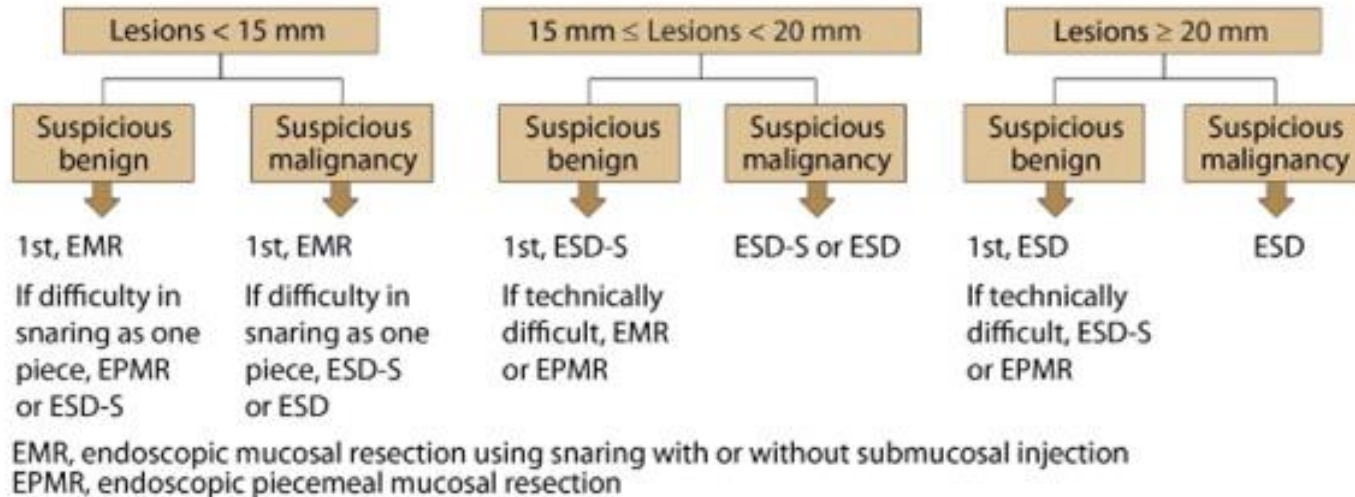 Lesions < 15 mm
15 mm ≤ Lesions < 20 mm
Lesions ≥ 20 mm
Suspicious
benign
Suspicious
malignancy
Suspicious
benign
Suspicious
malignancy
Suspicious
benign
Suspicious
malignancy
1st, EMR
If difficulty in
snaring as one
piece, EPMR
or ESD-S
1st, EMR
If difficulty in
snaring as one
piece, ESD-S
or ESD
1st, ESD-S
If technically
difficult, EMR
or EPMR
ESD-S or ESD
1st, ESD
If technically
difficult, ESD-S
or EPMR
ESD
EMR, endoscopic mucosal resection using snaring with or without submucosal injection
EPMR, endoscopic piecemeal mucosal resection